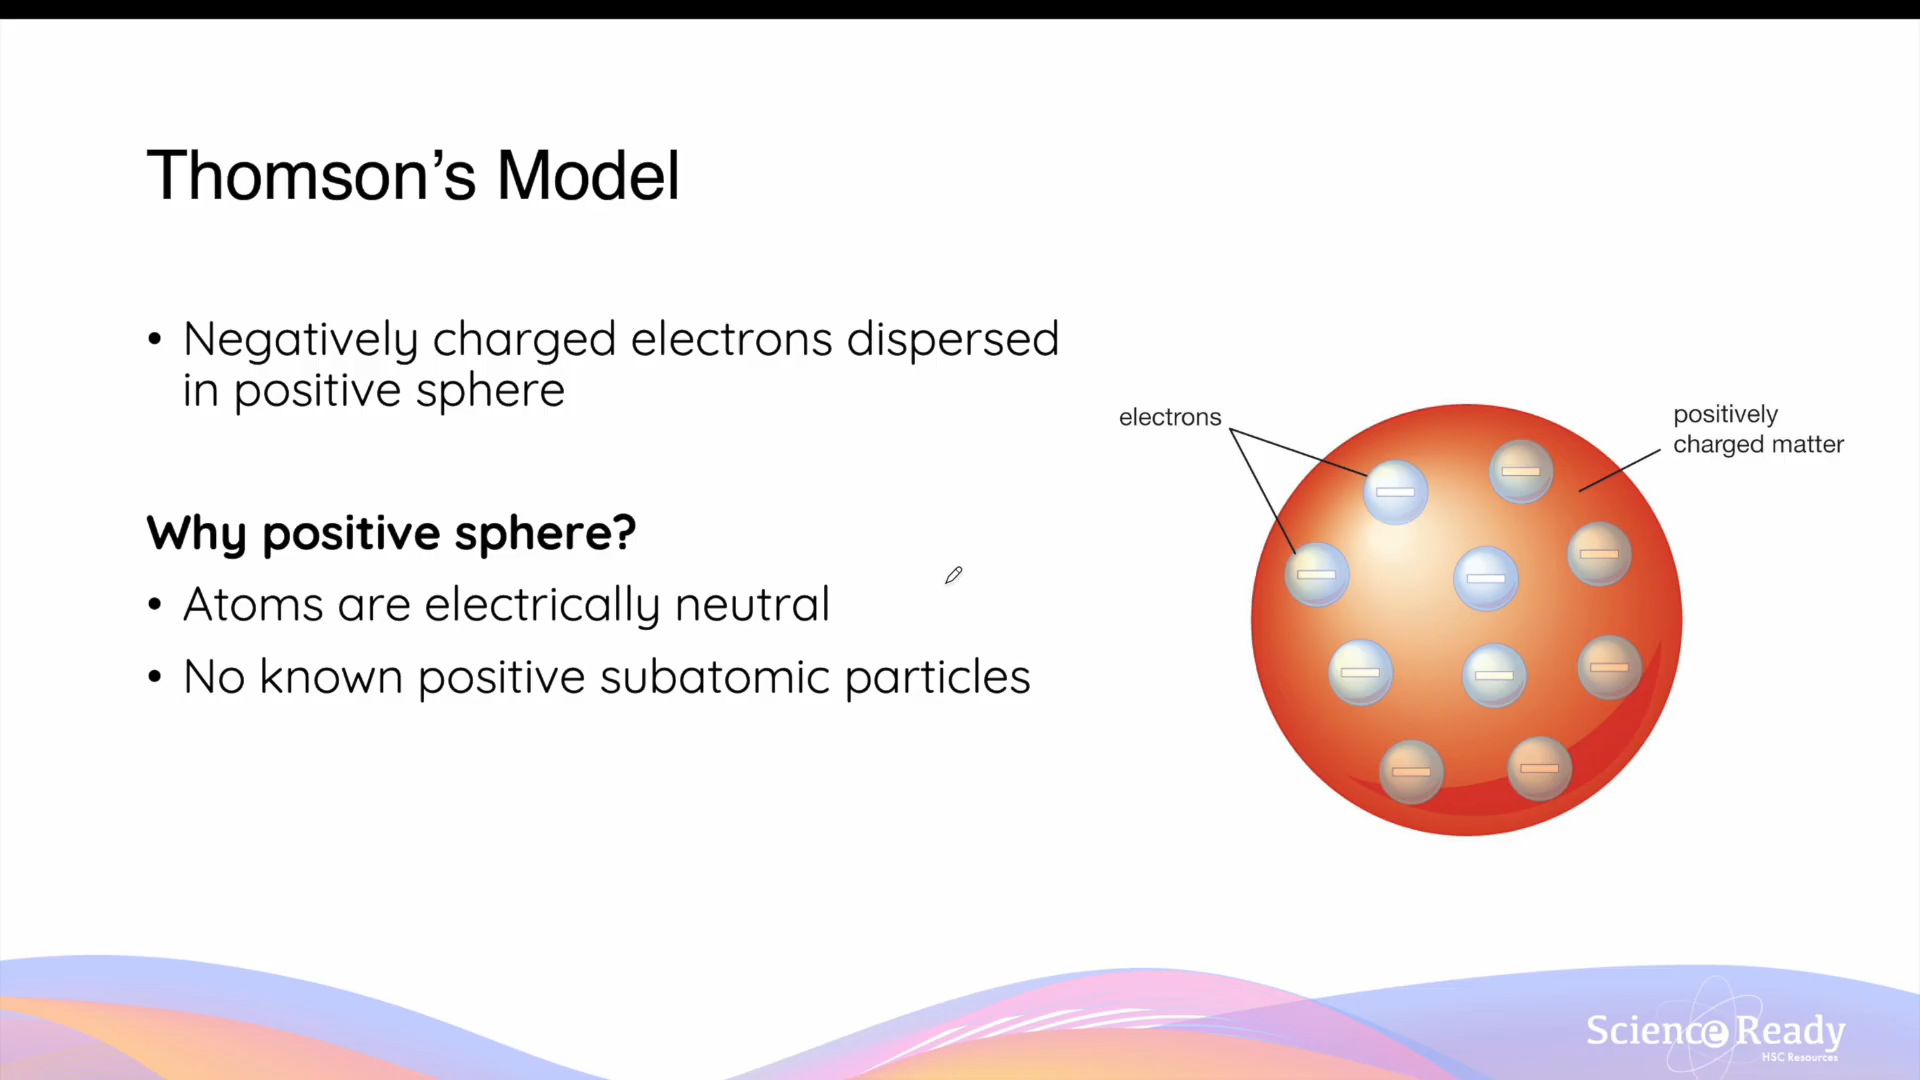 Thomson’s Model
• Negatively charged electrons dispersed
in positive sphere
Why positive sphere?
• Atoms are electrically neutral
• No known positive subatomic particles
electrons
positively
charged matter
Science Ready
HSC Resources